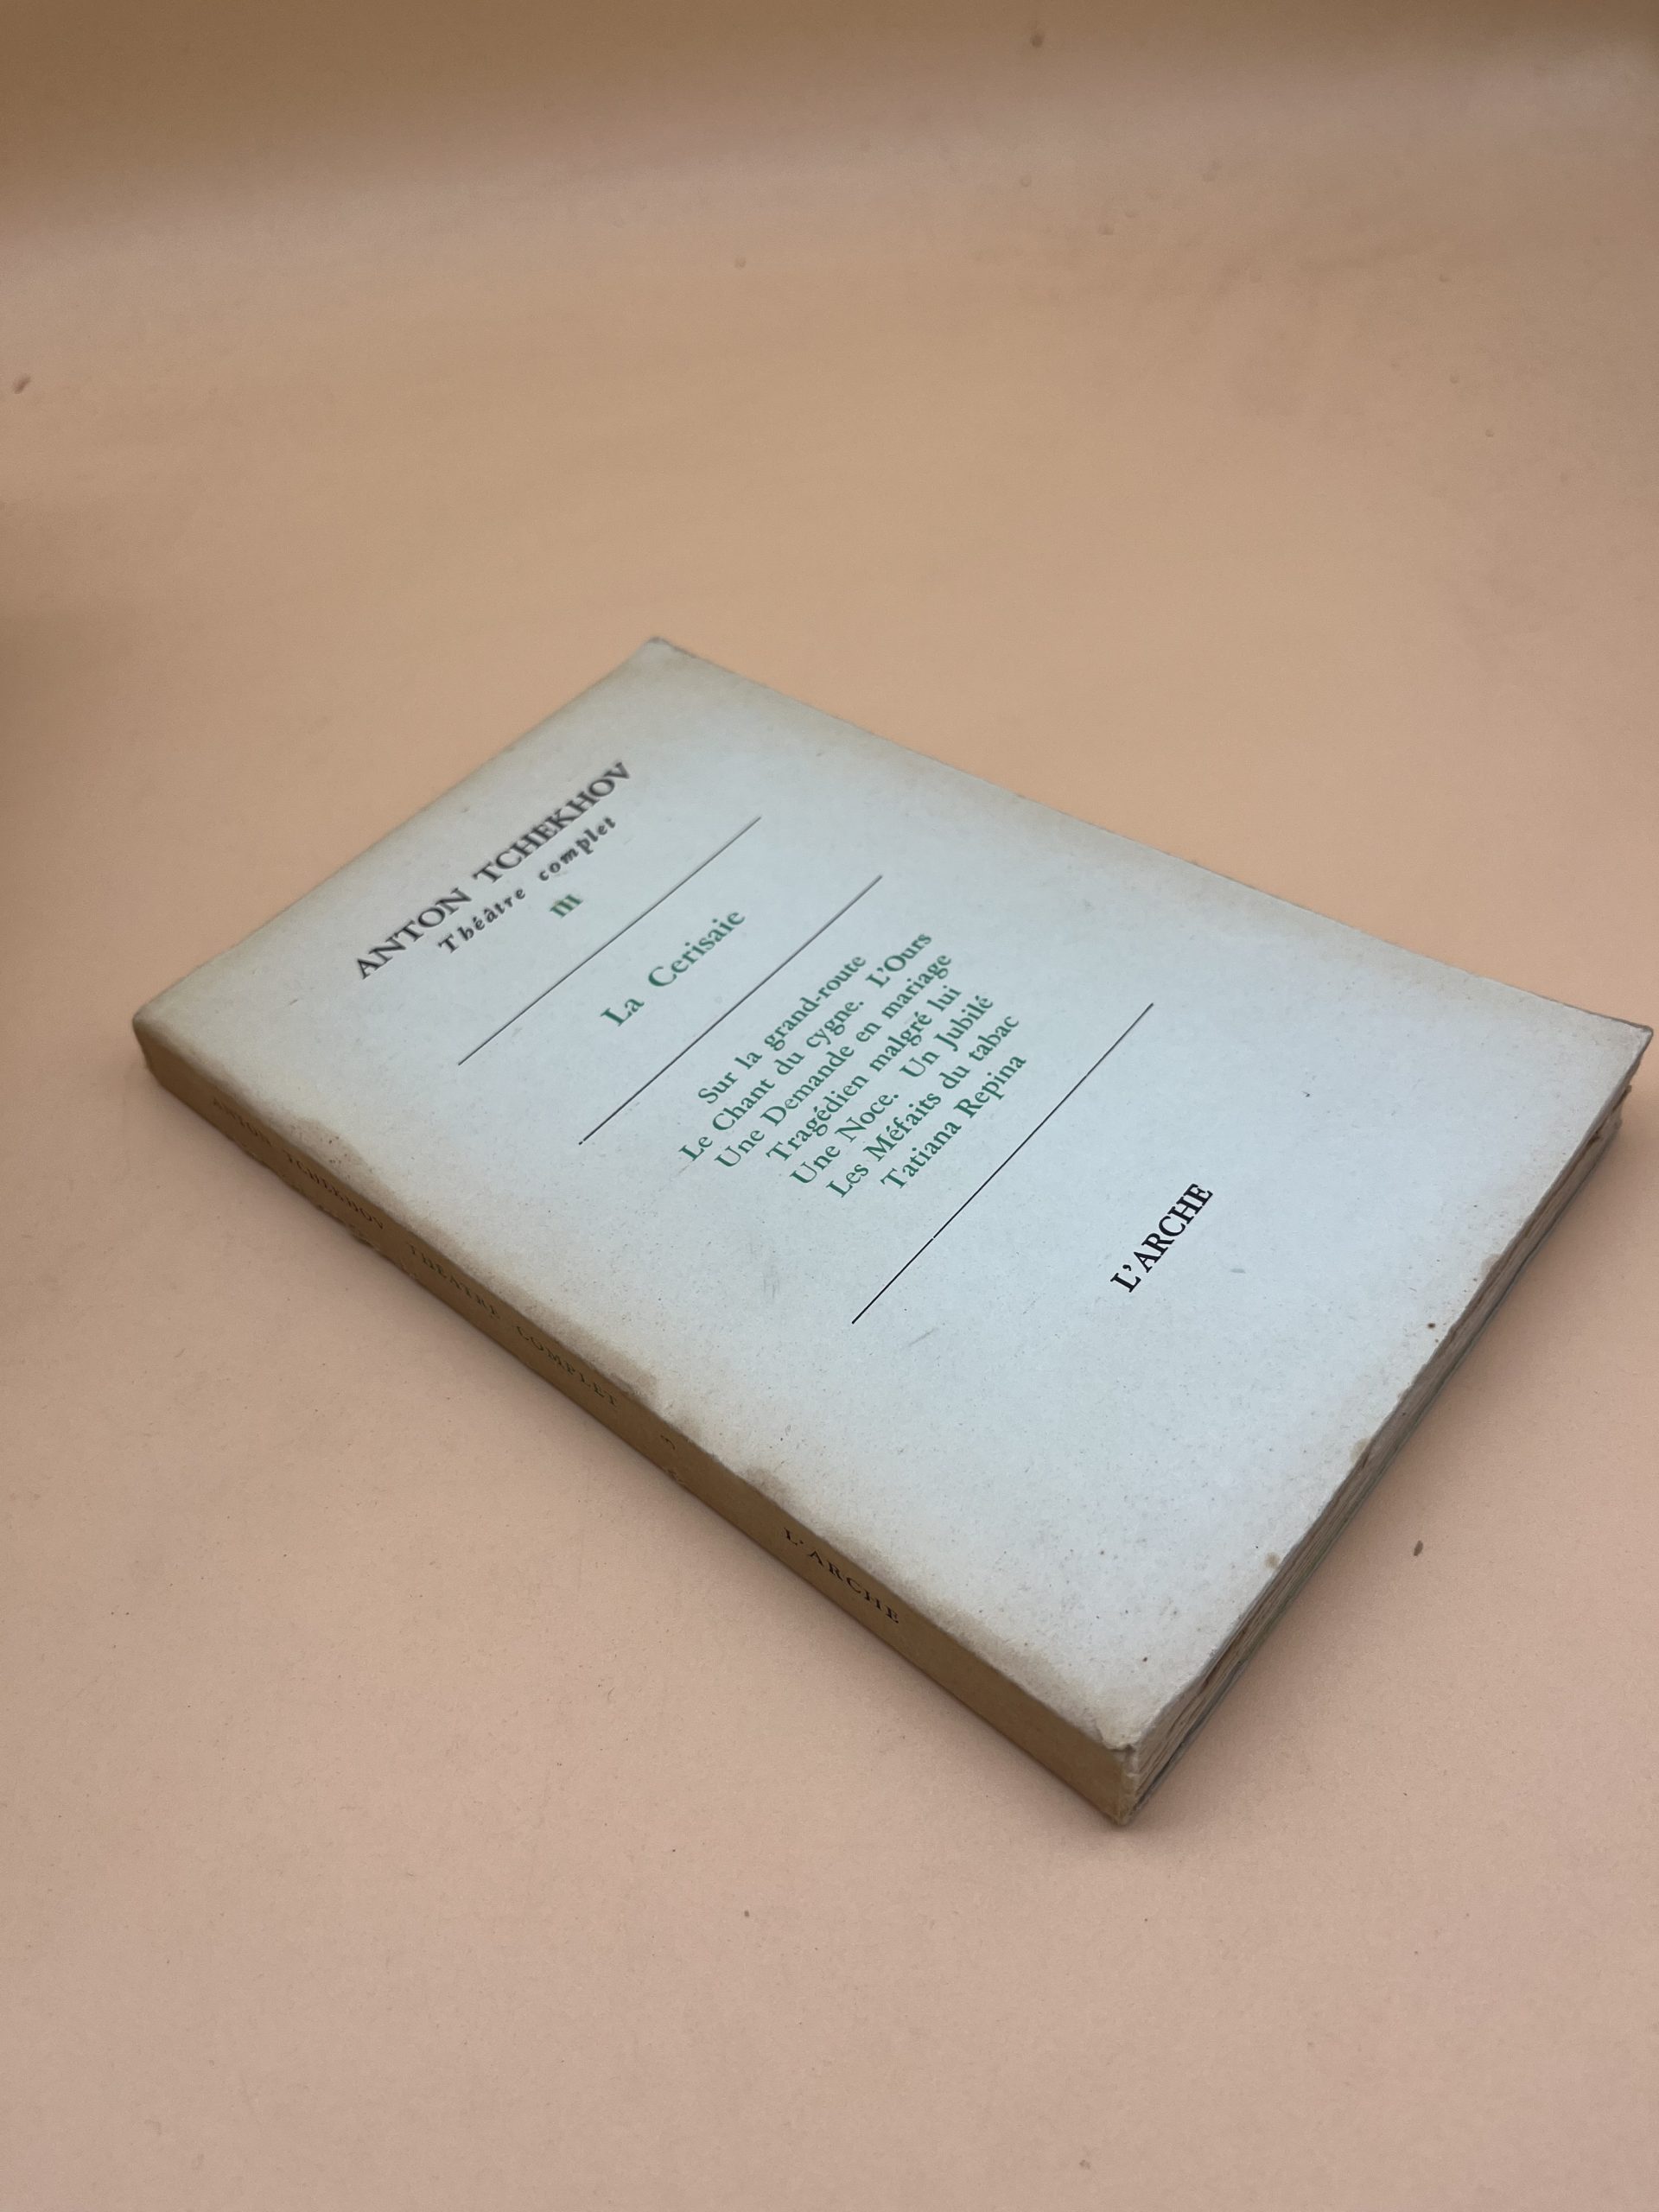 ANTON TCHEKHOV
Théâtre complet
III
La Cerisaie
Sur la grand-route
Le Chant du cygne. L'Ours
Une Demande en mariage
Tragédien malgré lui
Une Noce. Un Jubilé
Les Méfaits du tabac
Tatiana Repina
L'ARCHE
ANTON TCHEKHOV THÉÂTRE COMPLET 3 L'ARCHE